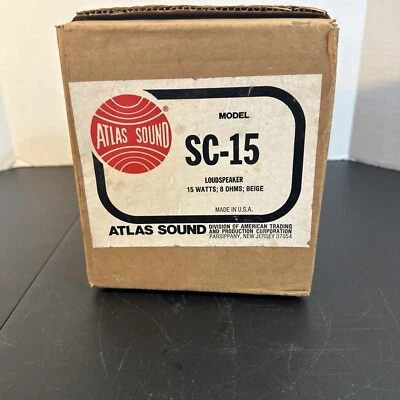 ATLAS SOUND
®
MODEL
SC-15
LOUDSPEAKER
15 WATTS; 8 OHMS; BEIGE
MADE IN U.S.A.
ATLAS SOUND DIVISION OF AMERICAN TRADING
AND PRODUCTION CORPORATION
PARSIPPANY, NEW JERSEY 07054